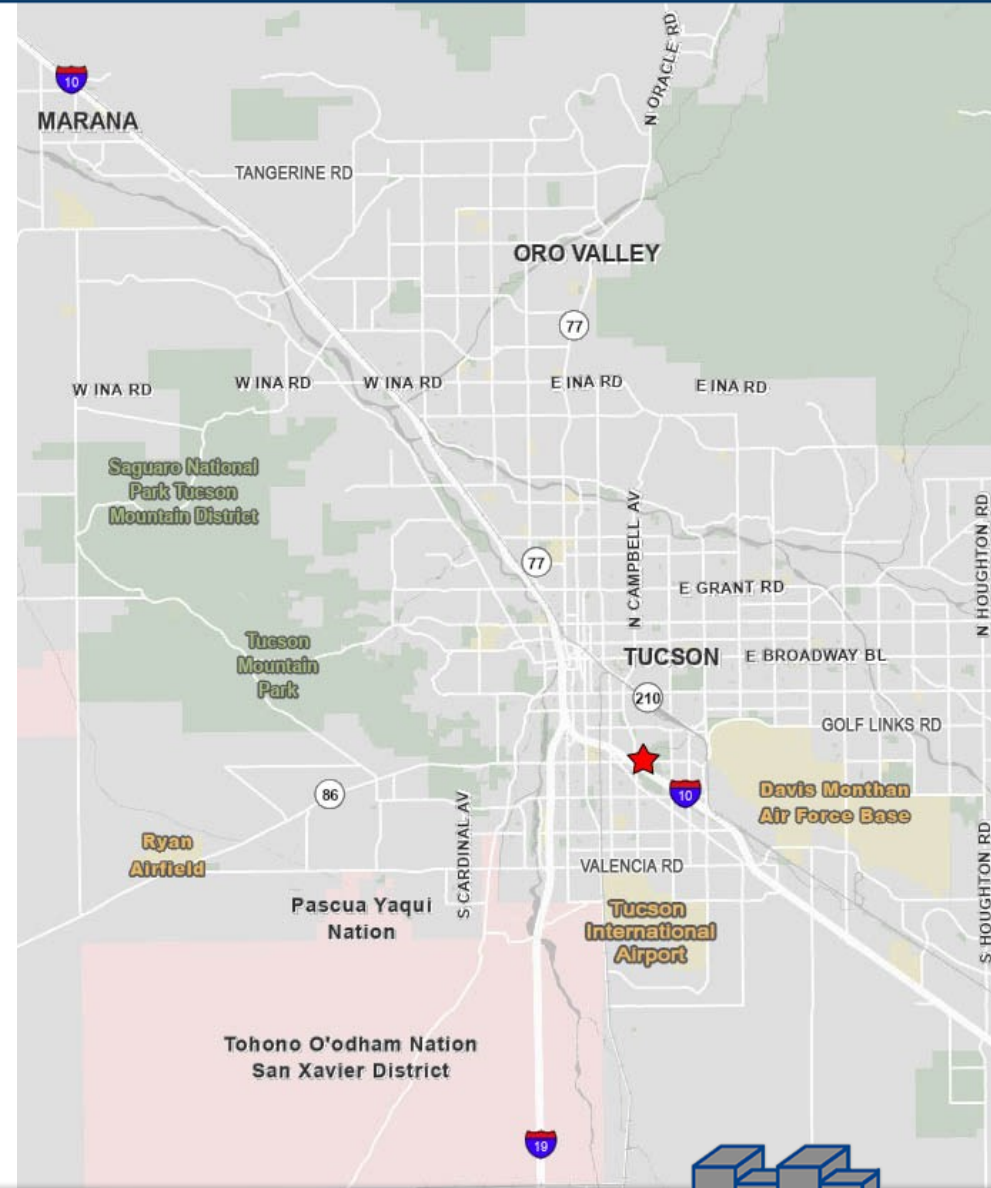 N ORACLE RD
10
MARANA
TANGERINE RD
ORO VALLEY
77
W INA RD
W INA RD
W INA RD
E INA RD
E INA RD
Saguaro National
Park Tucson
Mountain District
N CAMPBELL AV
N HOUGHTON RD
77
E GRANT RD
Tucson
Mountain
Park
TUCSON
E BROADWAY BL
210
GOLF LINKS RD
86
10
Davis Monthan
Air Force Base
S CARDINAL AV
Ryan
Airfield
VALENCIA RD
S HOUGHTON RD
Pascua Yaqui
Nation
Tucson
International
Airport
Tohono O'odham Nation
San Xavier District
19